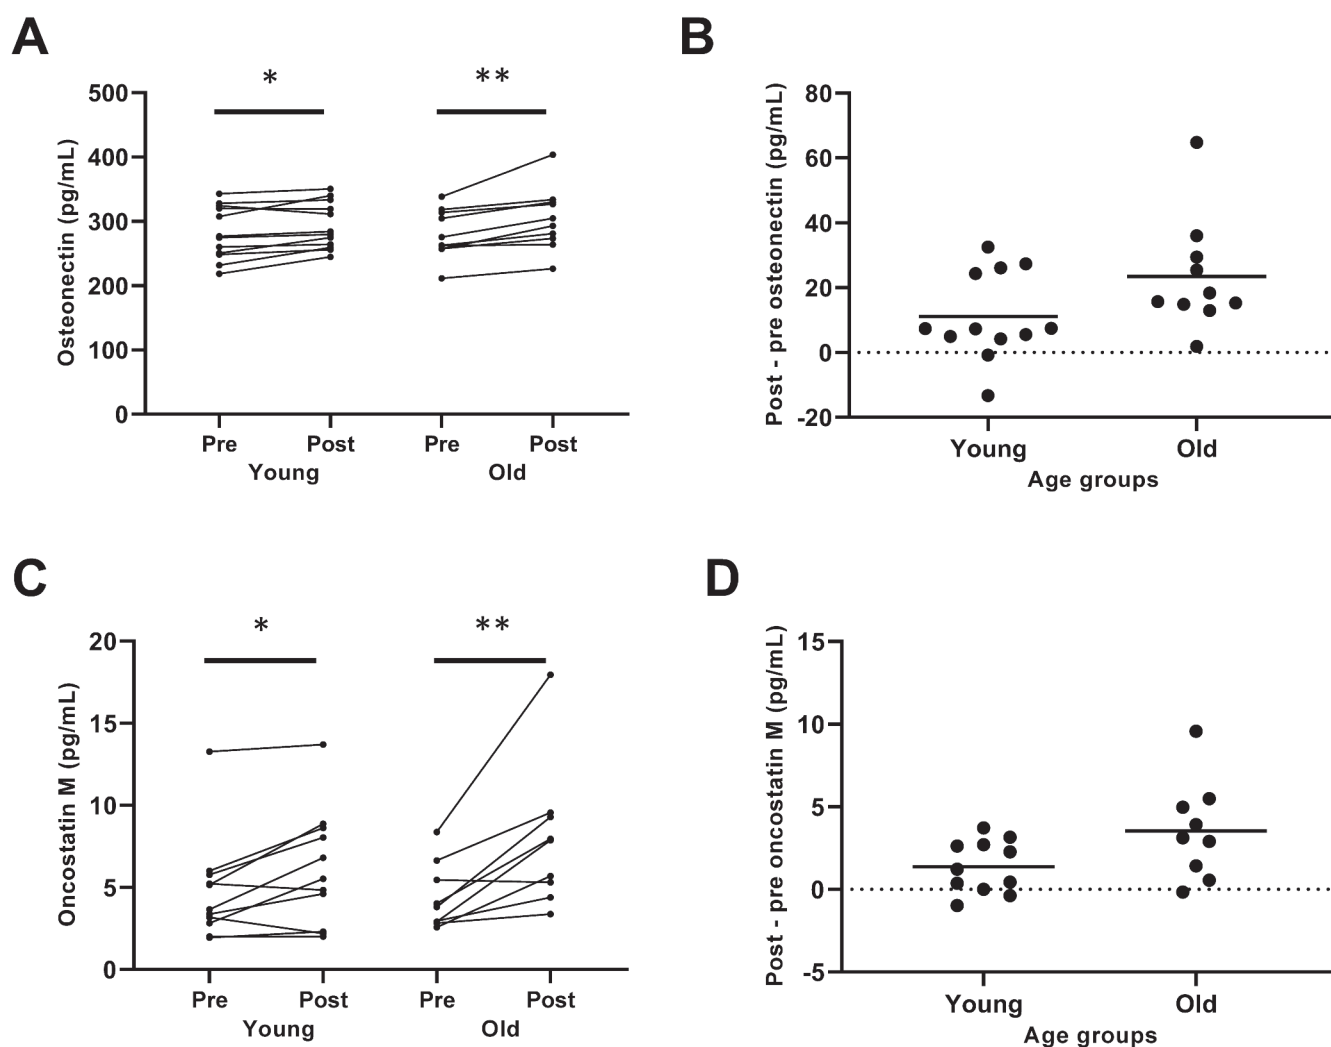 A
*
**
500
400
300
200
100
0
Osteonectin (pg/mL)
Pre Post Pre Post
Young Old
B
80
60
40
20
0
-20
Post - pre osteonectin (pg/mL)
Young Old
Age groups
C
*
**
20
15
10
5
0
Oncostatin M (pg/mL)
Pre Post Pre Post
Young Old
D
15
10
5
0
-5
Post - pre oncostatin M (pg/mL)
Young Old
Age groups